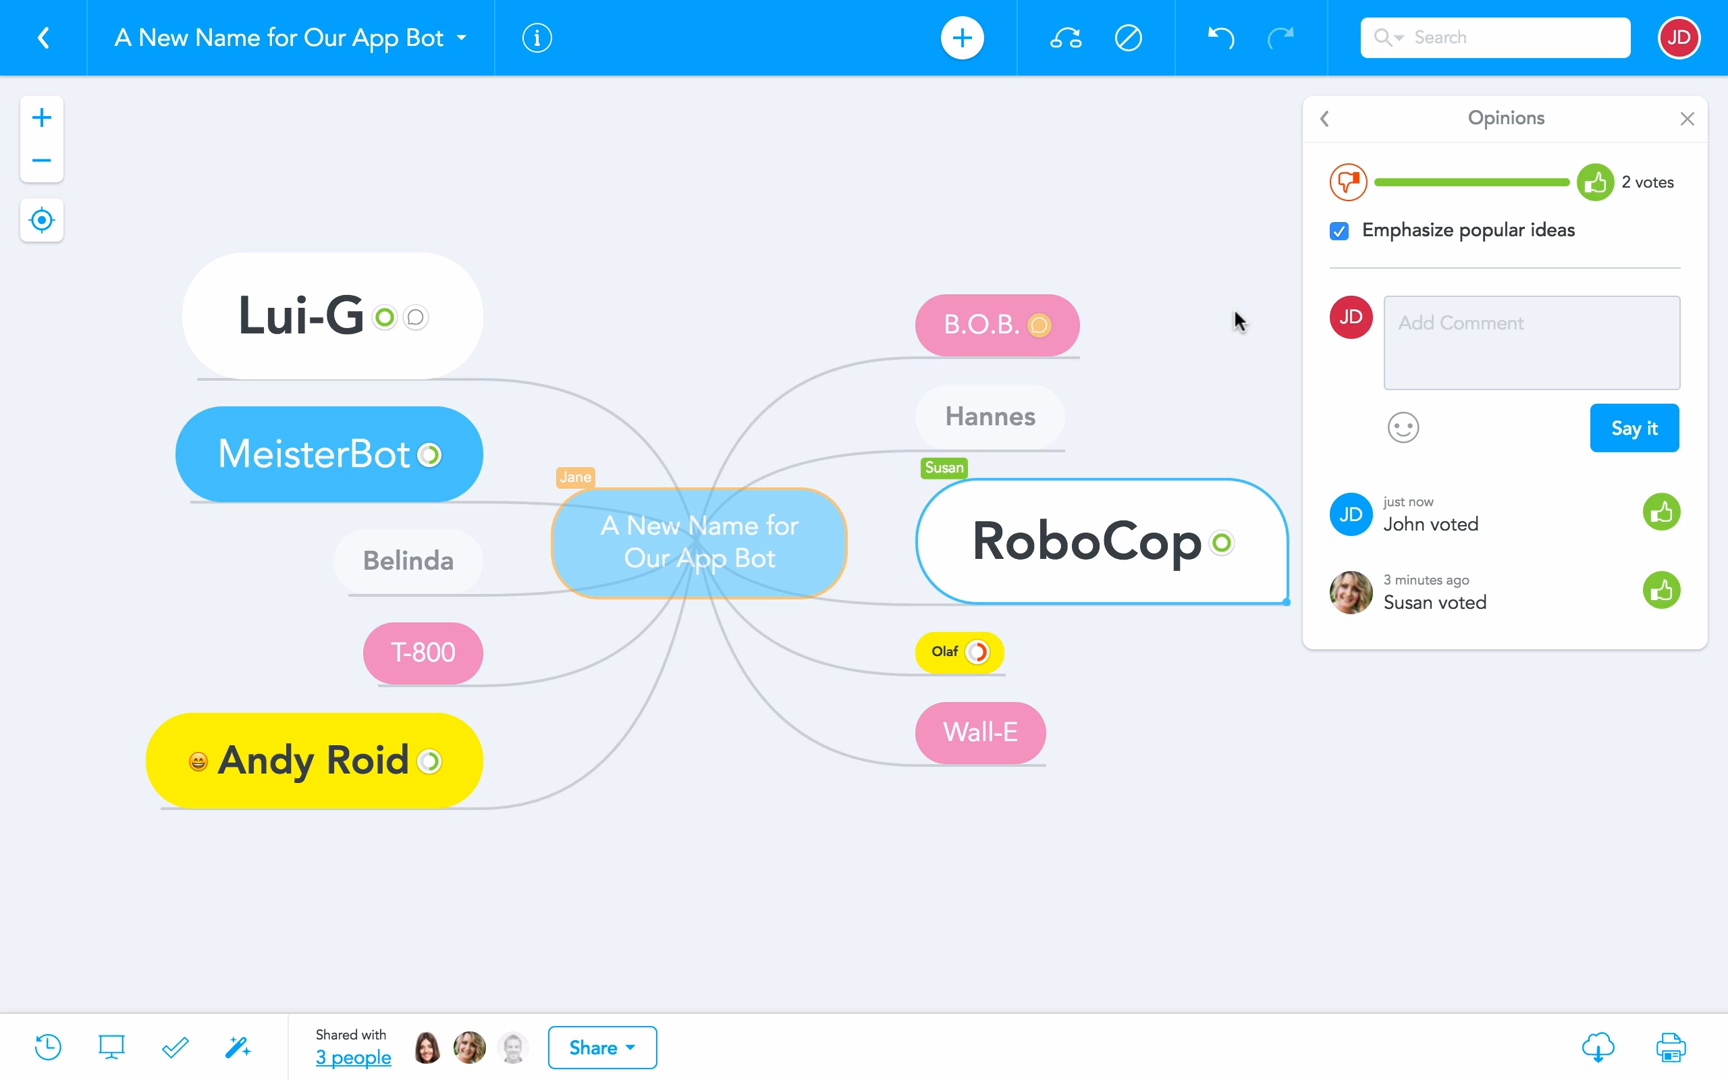 A New Name for Our App Bot
Search
JD
Opinions
2 votes
Emphasize popular ideas
JD
Add Comment
Say it
JD
just now
John voted
3 minutes ago
Susan voted
Lui-G
MeisterBot
Belinda
T-800
Andy Roid
Jane
A New Name for
Our App Bot
B.O.B.
Hannes
Susan
RoboCop
Olaf
Wall-E
Shared with
3 people
Share